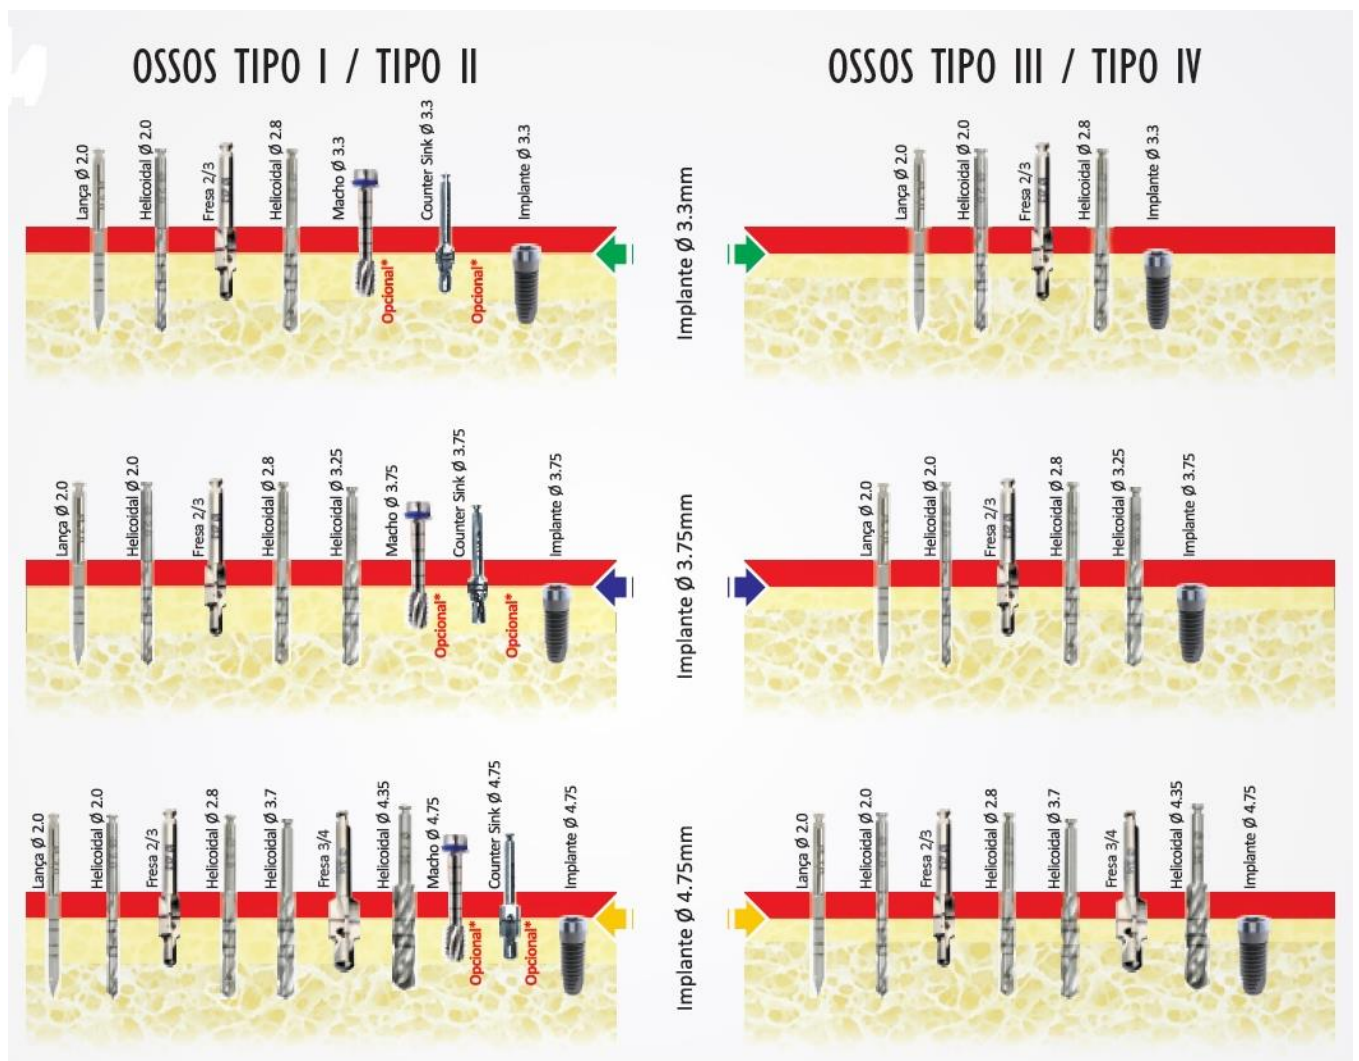 OSSOS TIPO I / TIPO II
OSSOS TIPO III / TIPO IV
Lança Ø 2.0
Helicoidal Ø 2.0
Fresa 2/3
Helicoidal Ø 2.8
Macho Ø 3.3
Opcional*
Counter Sink Ø 3.3
Opcional*
Implante Ø 3.3
Implante Ø 3.3mm
Lança Ø 2.0
Helicoidal Ø 2.0
Fresa 2/3
Helicoidal Ø 2.8
Implante Ø 3.3
Lança Ø 2.0
Helicoidal Ø 2.0
Fresa 2/3
Helicoidal Ø 2.8
Helicoidal Ø 3.25
Macho Ø 3.75
Opcional*
Counter Sink Ø 3.75
Opcional*
Implante Ø 3.75
Implante Ø 3.75mm
Lança Ø 2.0
Helicoidal Ø 2.0
Fresa 2/3
Helicoidal Ø 2.8
Helicoidal Ø 3.25
Implante Ø 3.75
Lança Ø 2.0
Helicoidal Ø 2.0
Fresa 2/3
Helicoidal Ø 2.8
Helicoidal Ø 3.7
Fresa 3/4
Helicoidal Ø 4.35
Macho Ø 4.75
Opcional*
Counter Sink Ø 4.75
Opcional*
Implante Ø 4.75
Implante Ø 4.75mm
Lança Ø 2.0
Helicoidal Ø 2.0
Fresa 2/3
Helicoidal Ø 2.8
Helicoidal Ø 3.7
Fresa 3/4
Helicoidal Ø 4.35
Implante Ø 4.75